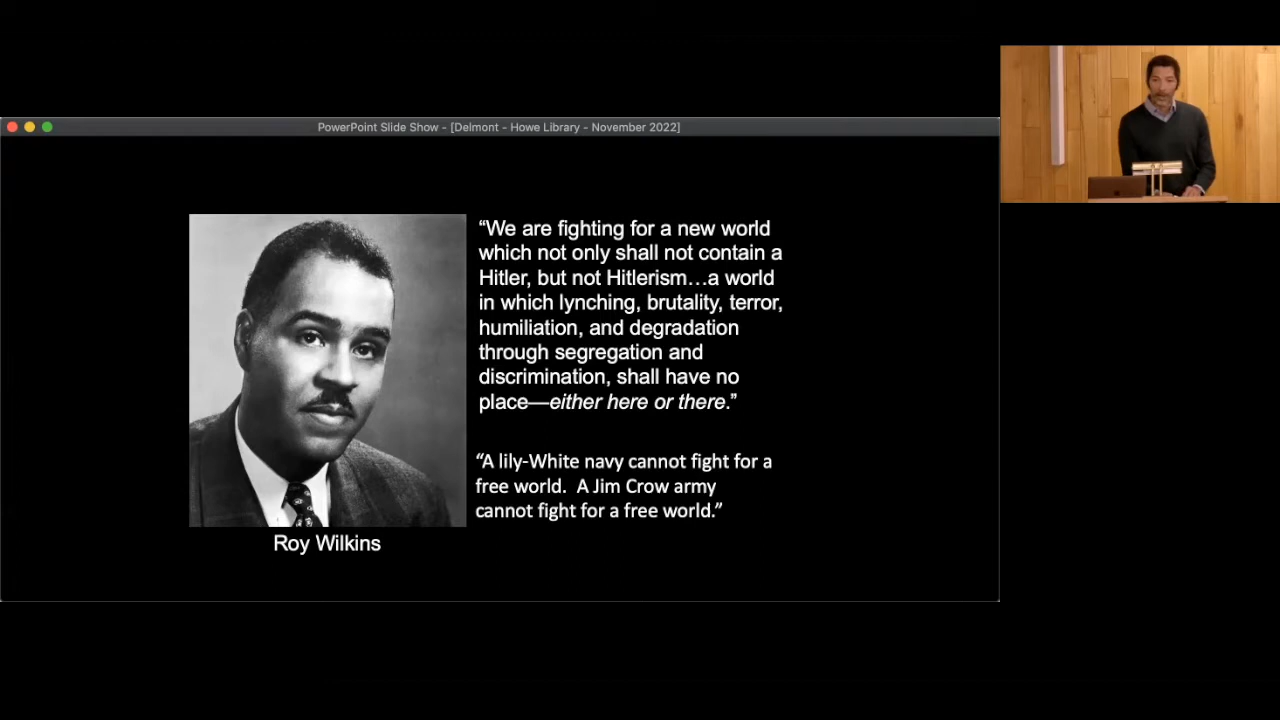 PowerPoint Slide Show - [Delmont - Howe Library - November 2022]
“We are fighting for a new world
which not only shall not contain a
Hitler, but not Hitlerism…a world
in which lynching, brutality, terror,
humiliation, and degradation
through segregation and
discrimination, shall have no
place—either here or there.”
“A lily-White navy cannot fight for a
free world.  A Jim Crow army
cannot fight for a free world.”
Roy Wilkins